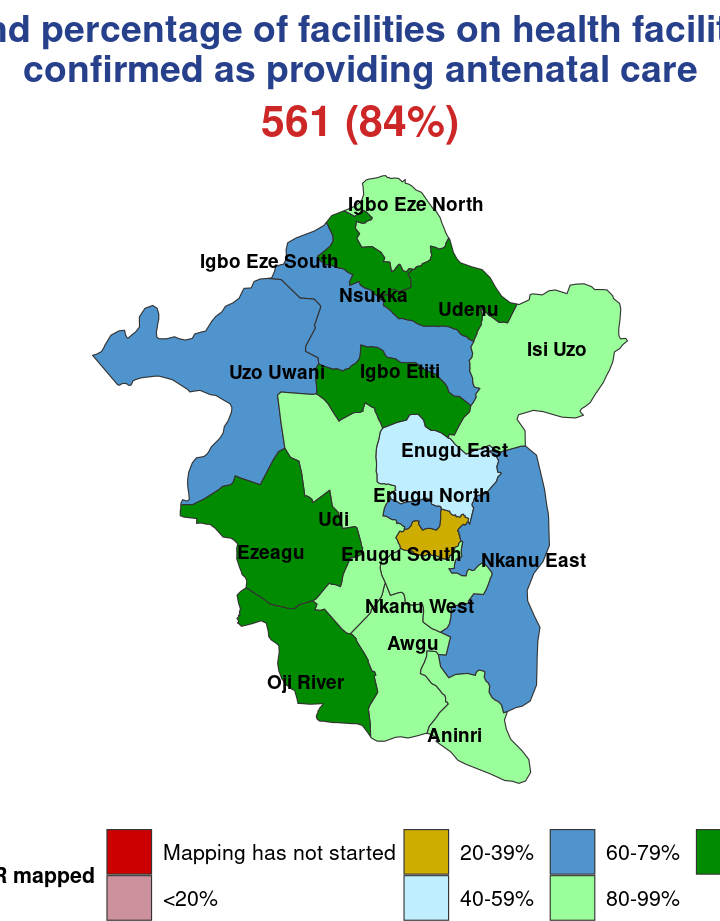 percentage of facilities on health
confirmed as providing antenatal care
561 (84%)
Igbo Eze North
Igbo Eze South
Nsukka
Udenu
Isi Uzo
Uzo Uwani
Igbo Etiti
Enugu East
Enugu North
Udi
Ezeagu
Enugu South
Nkanu East
Nkanu West
Awgu
Oji River
Aninri
mapped
Mapping has not started
20-39%
60-79%
<20%
40-59%
80-99%